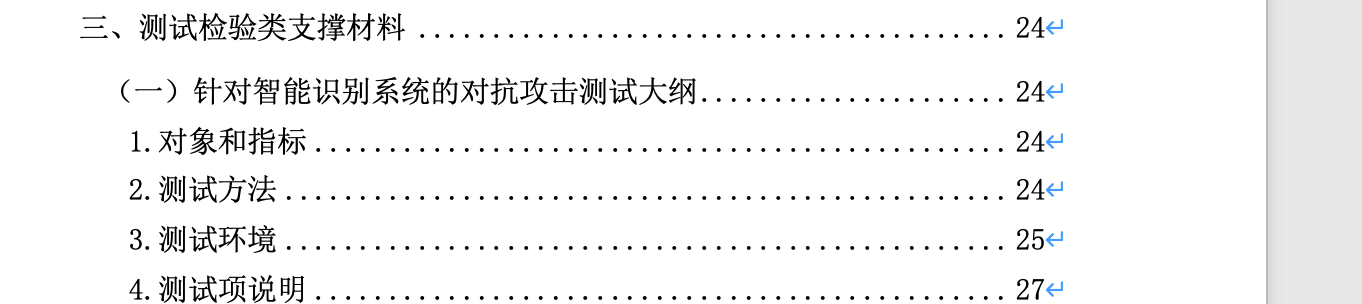 三、测试检验类支撑材料 ........................................ 24
（一）针对智能识别系统的对抗攻击测试大纲..................... 24
1.对象和指标............................................... 24
2.测试方法................................................. 24
3.测试环境................................................. 25
4.测试项说明............................................... 27